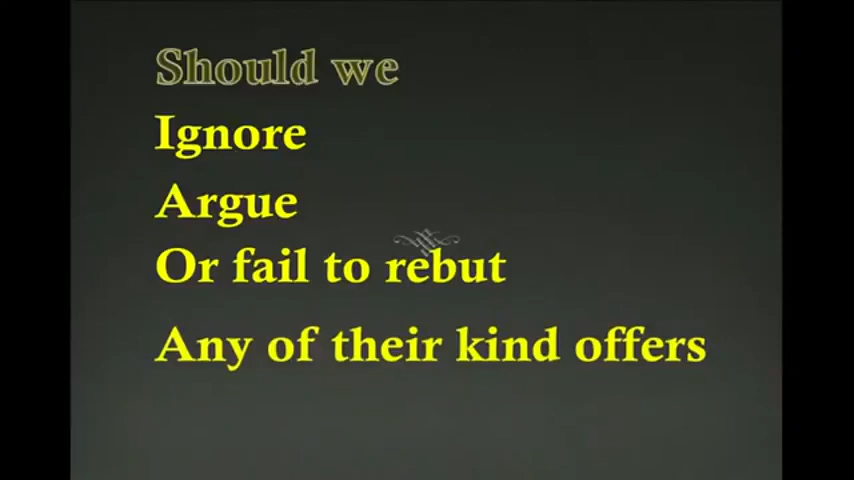 Should we
Ignore
Argue
Or fail to rebut
Any of their kind offers